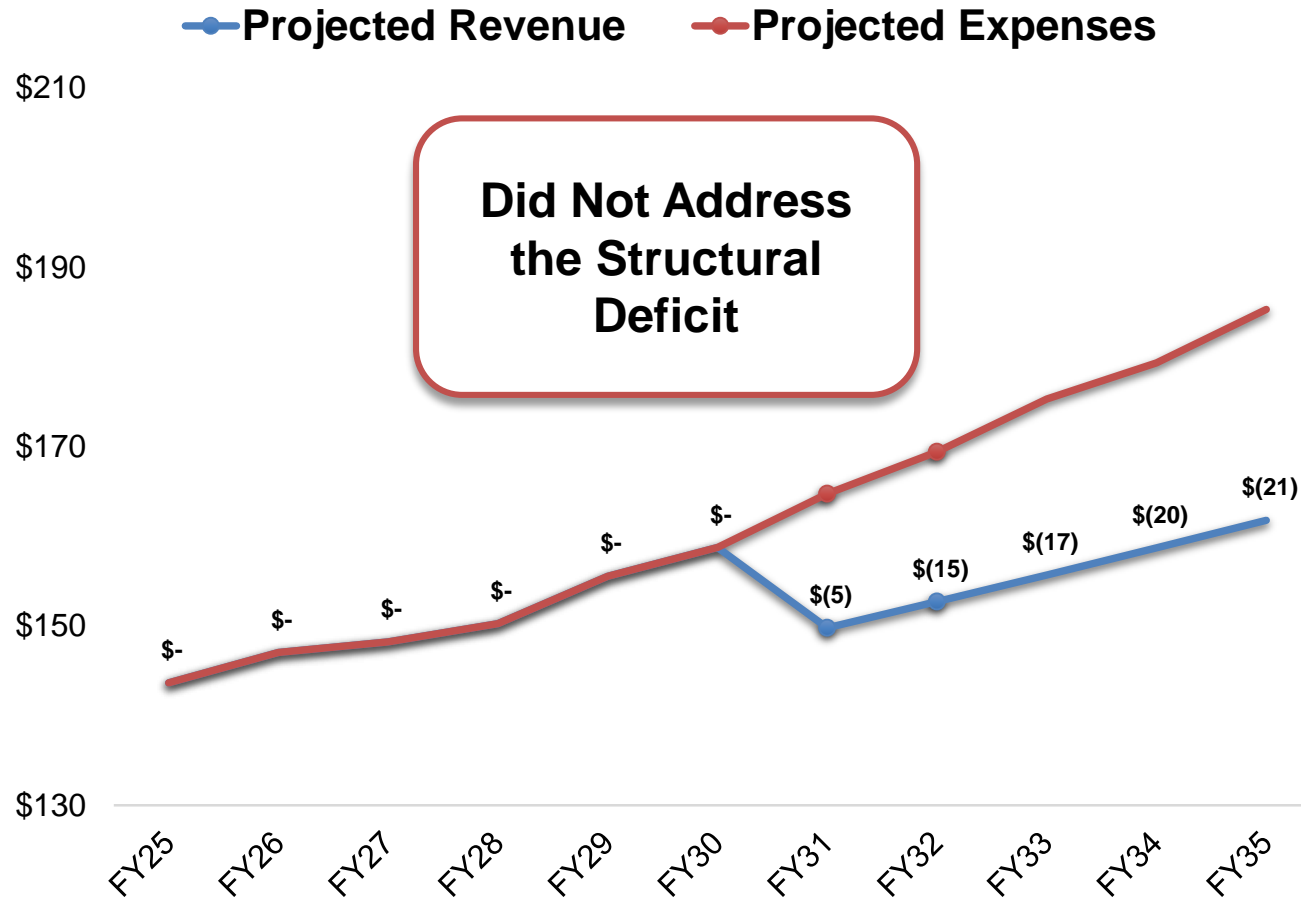 Projected Revenue Projected Expenses
$210
Did Not Address
the Structural
Deficit
$190
$170
$150
$130
$-
$-
$-
$-
$-
$-
$(5)
$(15)
$(17)
$(20)
$(21)
FY25
FY26
FY27
FY28
FY29
FY30
FY31
FY32
FY33
FY34
FY35